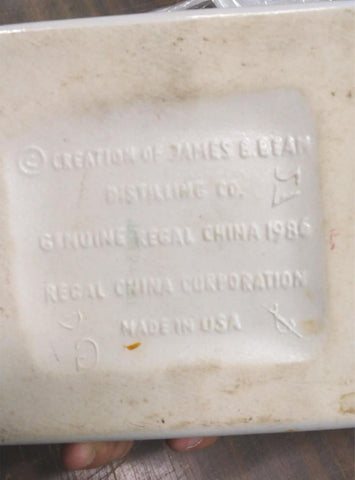 © CREATION OF JAMES B. BEAM
DISTILLING CO.
GENUINE REGAL CHINA 1986
REGAL CHINA CORPORATION
MADE IN USA